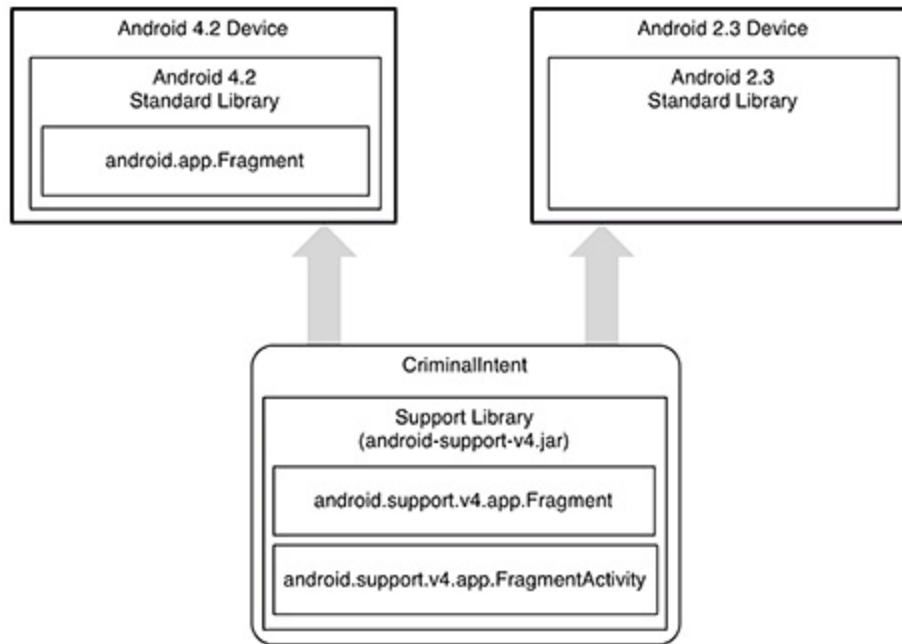 Android 4.2 Device
Android 4.2
Standard Library
android.app.Fragment
Android 2.3 Device
Android 2.3
Standard Library
CriminalIntent
Support Library
(android-support-v4.jar)
android.support.v4.app.Fragment
android.support.v4.app.FragmentActivity